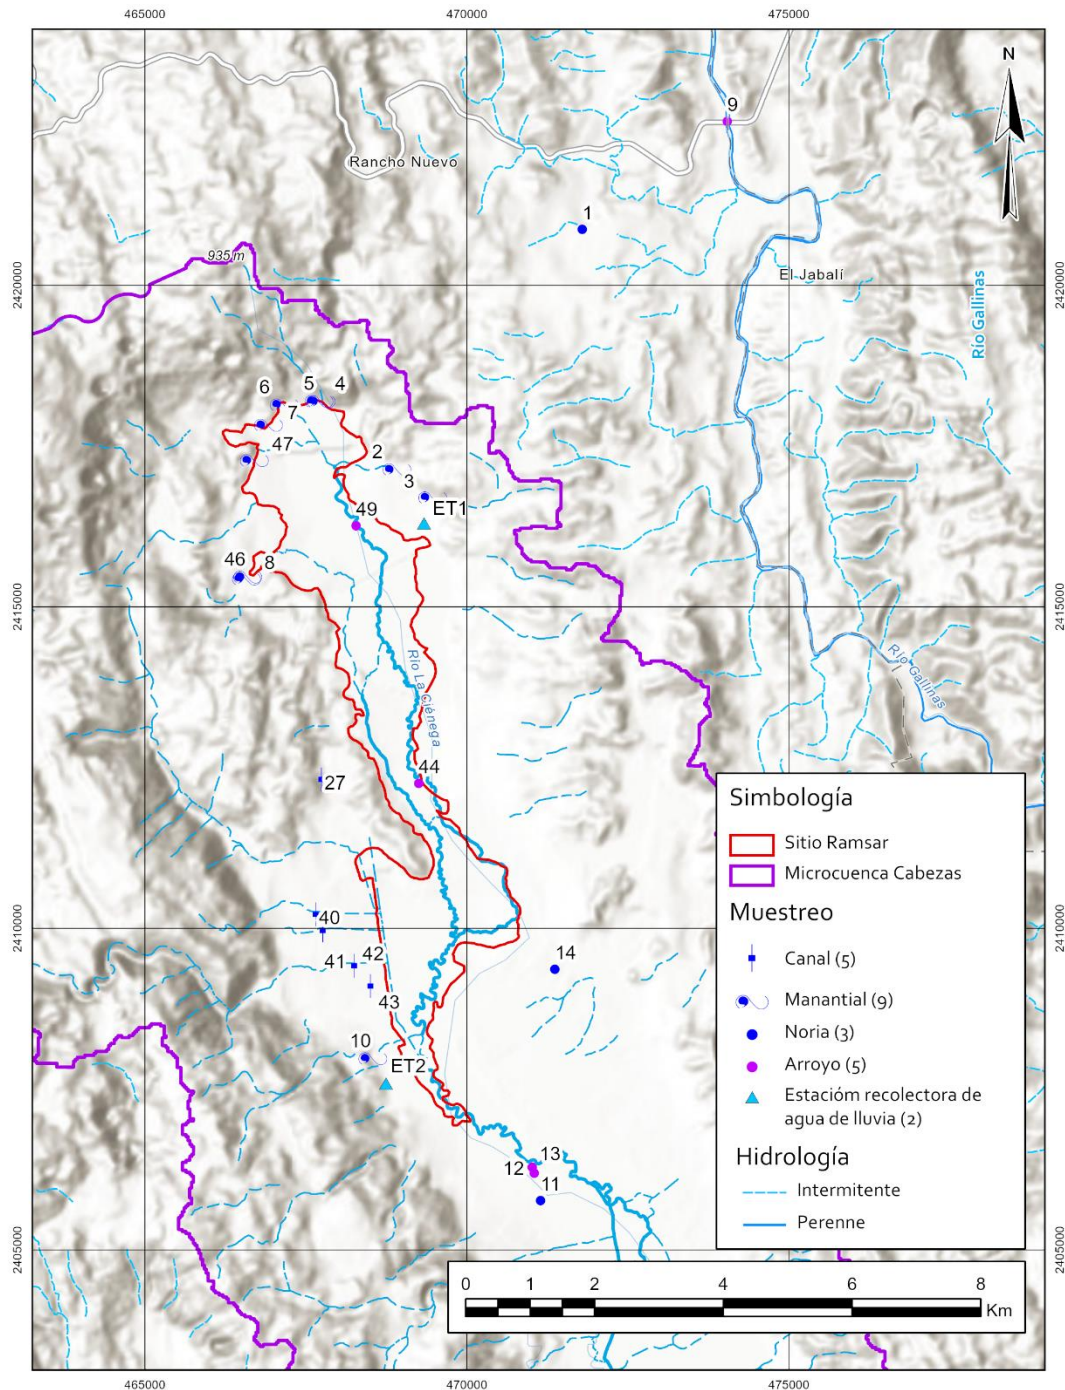 465000
470000
475000
N
9
Rancho Nuevo
1
935 m
El Jabalí
2420000
2420000
Río Gallinas
6
5
4
7
47
2
3
ET1
49
46
8
2415000
2415000
Río La Ciénega
Río Gallinas
44
27
Simbología
Sitio Ramsar
Microcuenca Cabezas
Muestreo
Canal (5)
Manantial (9)
Noria (3)
Arroyo (5)
Estacióm recolectora de
agua de lluvia (2)
Hidrología
Intermitente
Perenne
40
2410000
2410000
41
42
14
43
10
ET2
13
12
11
2405000
2405000
0
1
2
4
6
8
Km
465000
470000
475000